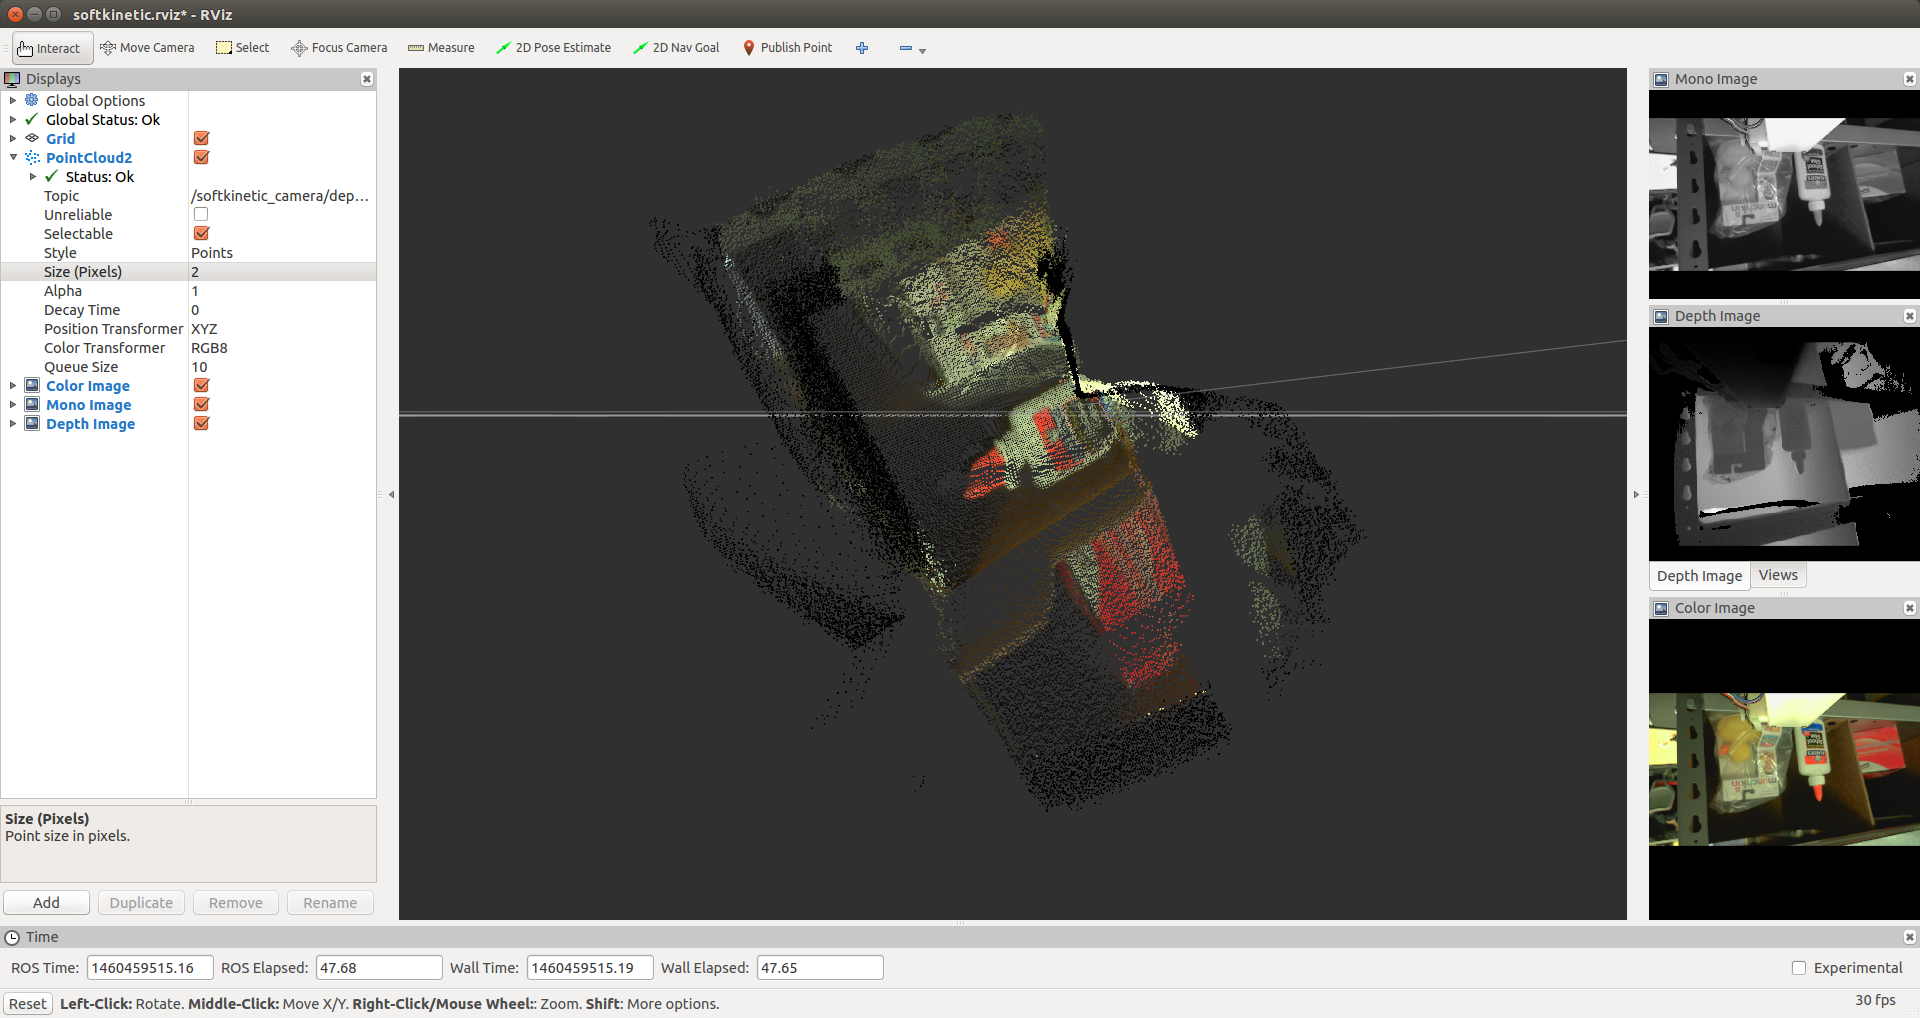 softkinetic.rviz* - RViz
Interact
Move Camera
Select
Focus Camera
Measure
2D Pose Estimate
2D Nav Goal
Publish Point
Displays
Global Options
Global Status: Ok
Grid
PointCloud2
Status: Ok
Topic /softkinetic_camera/dep...
Unreliable
Selectable
Style Points
Size (Pixels) 2
Alpha 1
Decay Time 0
Position Transformer XYZ
Color Transformer RGB8
Queue Size 10
Color Image
Mono Image
Depth Image
Size (Pixels)
Point size in pixels.
Add
Duplicate
Remove
Rename
Mono Image
munchkin
Depth Image
Depth Image
Views
Color Image
munchkin
Time
ROS Time: 1460459515.16
ROS Elapsed: 47.68
Wall Time: 1460459515.19
Wall Elapsed: 47.65
Experimental
Reset
Left-Click: Rotate. Middle-Click: Move X/Y. Right-Click/Mouse Wheel:: Zoom. Shift: More options.
30 fps